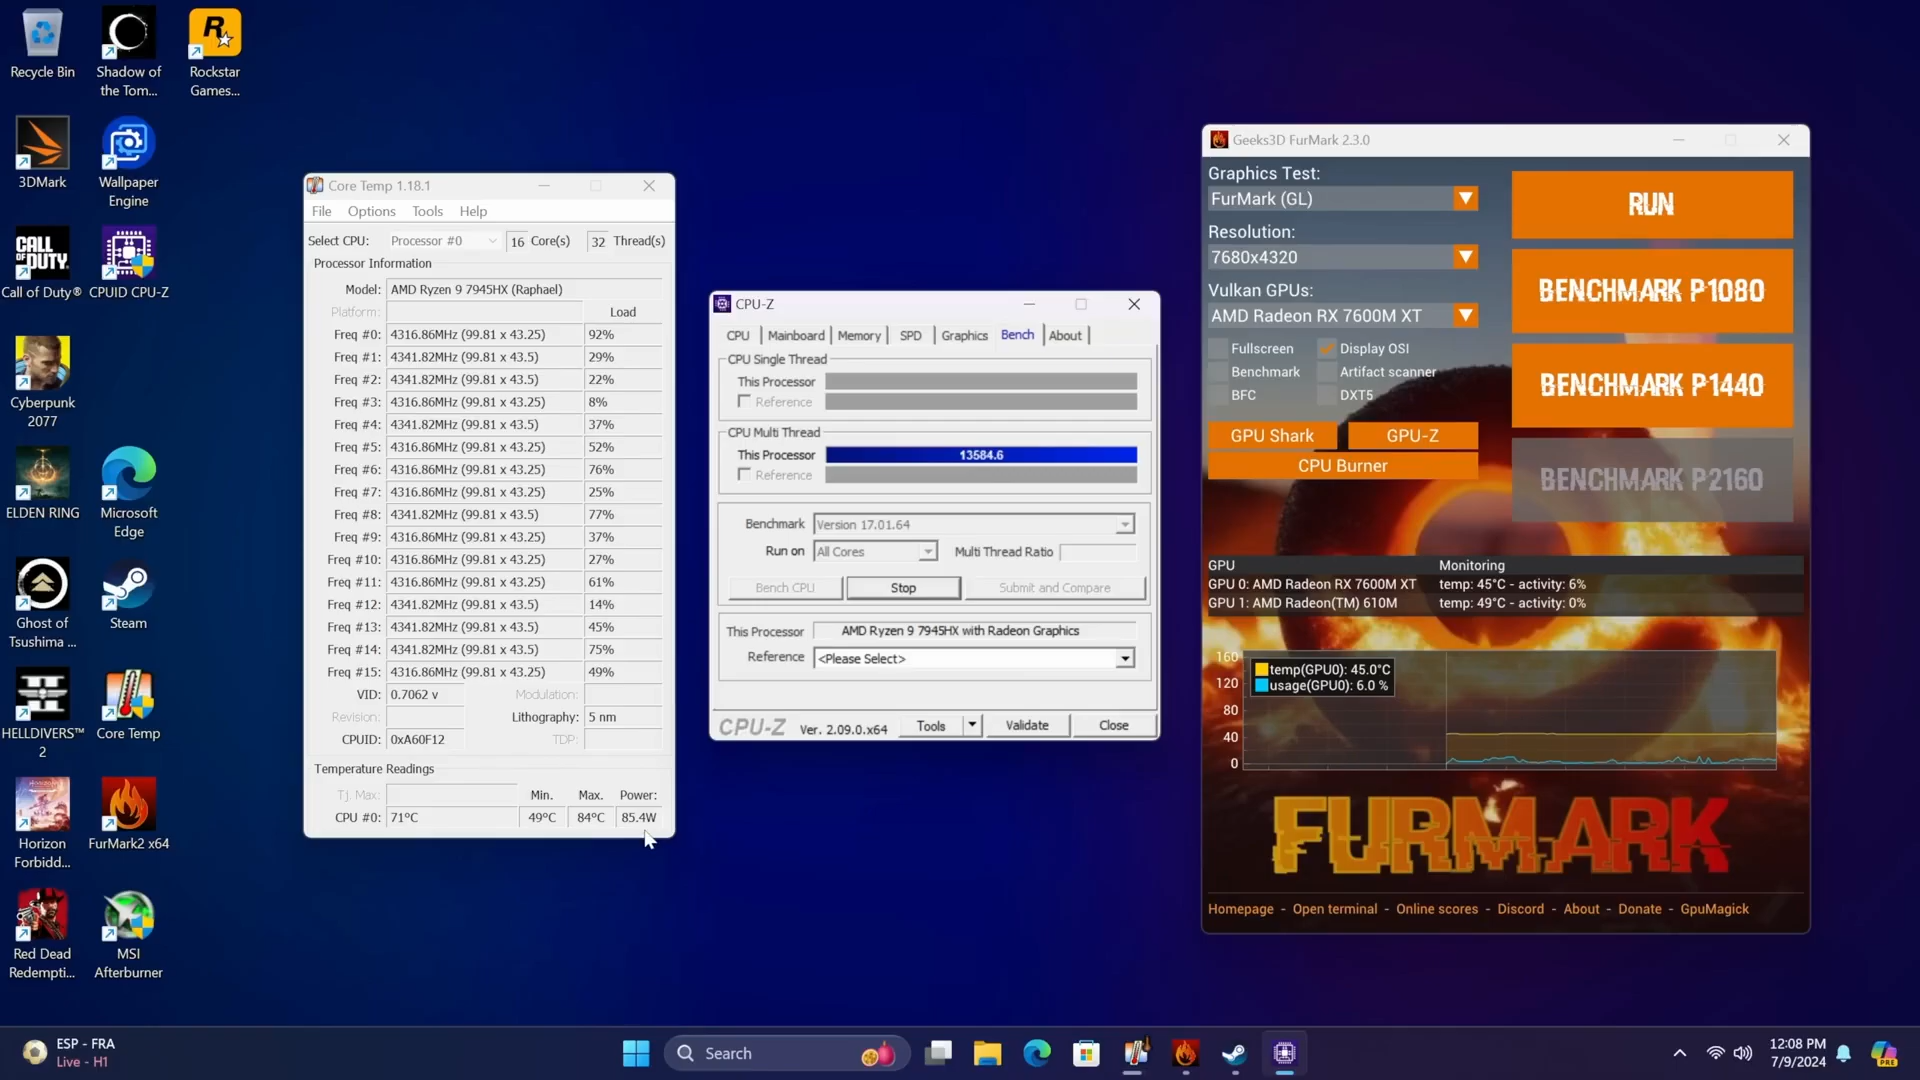 Recycle Bin
Shadow of
the Tom...
Rockstar
Games...
3DMark
Wallpaper
Engine
CALL OF DUTY
Call of Duty®
CPUID CPU-Z
Cyberpunk
2077
ELDEN RING
Microsoft
Edge
Ghost of
Tsushima ...
Steam
HELLDIVERS™
2
Core Temp
Horizon
Forbidd...
FurMark2 x64
Red Dead
Redempti...
MSI
Afterburner
Core Temp 1.18.1
File Options Tools Help
Select CPU: Processor #0 16 Core(s) 32 Thread(s)
Processor Information
Model: AMD Ryzen 9 7945HX (Raphael)
Platform: Load
Freq #0: 4316.86MHz (99.81 x 43.25) 92%
Freq #1: 4341.82MHz (99.81 x 43.5) 29%
Freq #2: 4341.82MHz (99.81 x 43.5) 22%
Freq #3: 4316.86MHz (99.81 x 43.25) 8%
Freq #4: 4341.82MHz (99.81 x 43.5) 37%
Freq #5: 4316.86MHz (99.81 x 43.25) 52%
Freq #6: 4316.86MHz (99.81 x 43.25) 76%
Freq #7: 4316.86MHz (99.81 x 43.25) 25%
Freq #8: 4341.82MHz (99.81 x 43.5) 77%
Freq #9: 4341.82MHz (99.81 x 43.5) 37%
Freq #10: 4316.86MHz (99.81 x 43.25) 27%
Freq #11: 4316.86MHz (99.81 x 43.25) 61%
Freq #12: 4341.82MHz (99.81 x 43.5) 14%
Freq #13: 4341.82MHz (99.81 x 43.5) 45%
Freq #14: 4341.82MHz (99.81 x 43.5) 75%
Freq #15: 4316.86MHz (99.81 x 43.25) 49%
VID: 0.7062 v Modulation:
Revision: Lithography: 5 nm
CPUID: 0xA60F12 TDP:
Temperature Readings
Tj. Max: Min. Max. Power:
CPU #0: 71°C 49°C 84°C 85.4W
CPU-Z
CPU Mainboard Memory SPD Graphics Bench About
CPU Single Thread
This Processor
Reference
CPU Multi Thread
This Processor 13584.6
Reference
Benchmark Version 17.01.64
Run on All Cores Multi Thread Ratio
Bench CPU Stop Submit and Compare
This Processor AMD Ryzen 9 7945HX with Radeon Graphics
Reference <Please Select>
CPU-Z Ver. 2.09.0.x64 Tools Validate Close
Geeks3D FurMark 2.3.0
Graphics Test:
FurMark (GL)
Resolution:
7680x4320
Vulkan GPUs:
AMD Radeon RX 7600M XT
Fullscreen Display OSI
Benchmark Artifact scanner
BFC DXT5
GPU Shark GPU-Z
CPU Burner
RUN
BENCHMARK P1080
BENCHMARK P1440
BENCHMARK P2160
GPU Monitoring
GPU 0: AMD Radeon RX 7600M XT temp: 45°C - activity: 6%
GPU 1: AMD Radeon(TM) 610M temp: 49°C - activity: 0%
160
120
80
40
0
temp(GPU0): 45.0°C
usage(GPU0): 6.0 %
FURMARK
Homepage - Open terminal - Online scores - Discord - About - Donate - GpuMagick
ESP - FRA
Live - H1
Search
12:08 PM
7/9/2024
PRE